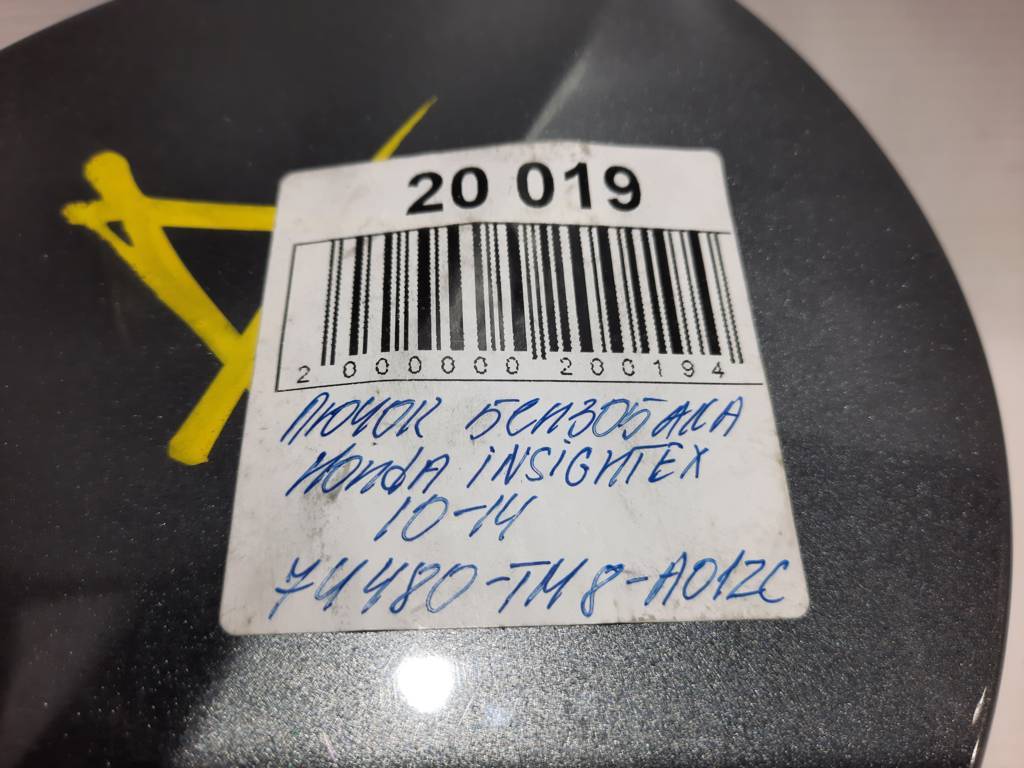 20 019
2 000000 200194
Лючок бензобака
Honda iNSiGHTEX
10-14
74480-TM8-A01ZC